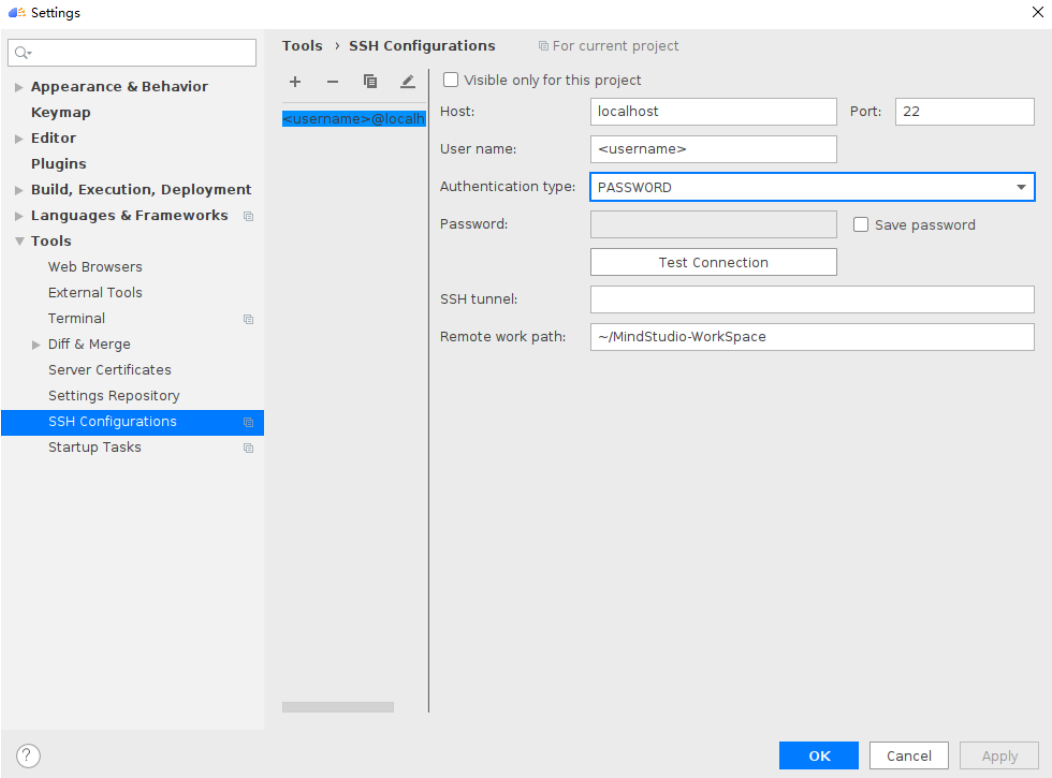 Settings
Tools › SSH Configurations For current project
Appearance & Behavior
Keymap
Editor
Plugins
Build, Execution, Deployment
Languages & Frameworks
Tools
Web Browsers
External Tools
Terminal
Diff & Merge
Server Certificates
Settings Repository
SSH Configurations
Startup Tasks
<username>@localh
Visible only for this project
Host: localhost Port: 22
User name: <username>
Authentication type: PASSWORD
Password: Save password
Test Connection
SSH tunnel:
Remote work path: ~/MindStudio-WorkSpace
? OK Cancel Apply